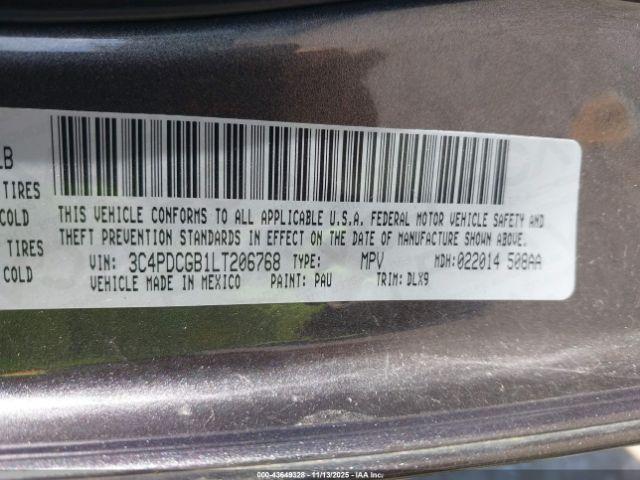 LB
TIRES
COLD
TIRES
COLD
THIS VEHICLE CONFORMS TO ALL APPLICABLE U.S.A. FEDERAL MOTOR VEHICLE SAFETY AND
THEFT PREVENTION STANDARDS IN EFFECT ON THE DATE OF MANUFACTURE SHOWN ABOVE.
VIN: 3C4PDCGB1LT206768 TYPE: MPV MDH: 022014 508AA
VEHICLE MADE IN MEXICO PAINT: PAU TRIM: DLX9
000-43649328 - 11/13/2025 - IAA Inc(IAA)